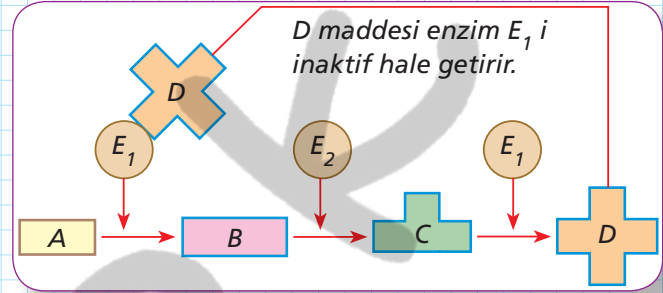 D maddesi enzim E₁ i
inaktif hale getirir.
D
E₁
E₂
E₁
A
B
C
D